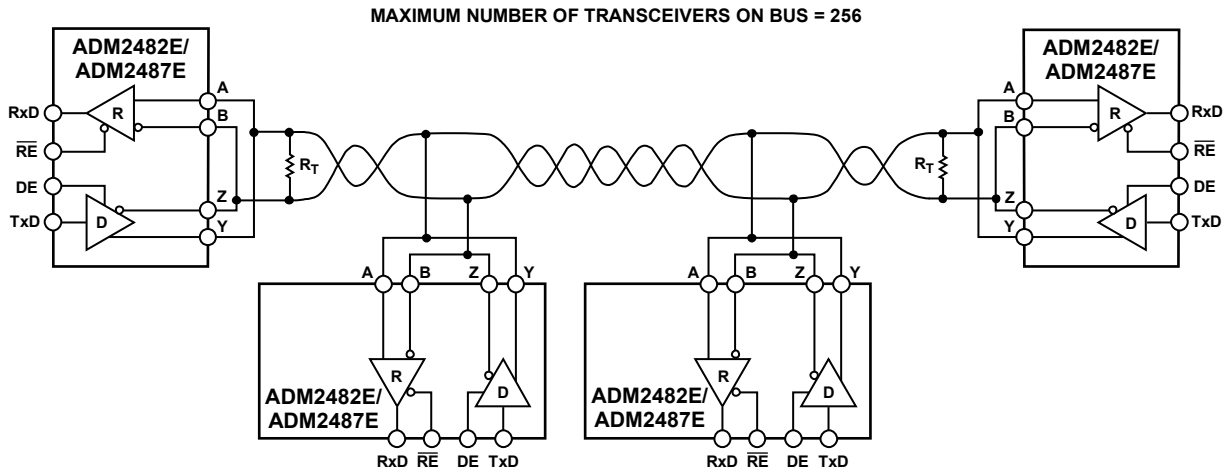 MAXIMUM NUMBER OF TRANSCEIVERS ON BUS = 256
ADM2482E/
ADM2487E
A
B
Z
Y
R
D
RxD
RE
DE
TxD
RT
RT
ADM2482E/
ADM2487E
A
B
Z
Y
R
D
RxD
RE
DE
TxD
A
B
Z
Y
R
D
ADM2482E/
ADM2487E
RxD
RE
DE
TxD
A
B
Z
Y
R
D
ADM2482E/
ADM2487E
RxD
RE
DE
TxD